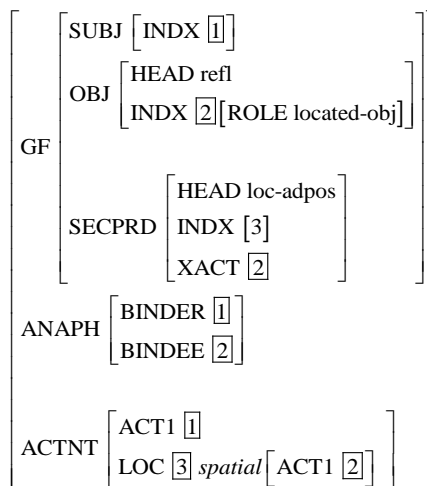 SUBJ [INDX 1]
HEAD refl
OBJ
INDX 2[ROLE located-obj]
GF
HEAD loc-adpos
SECPRD INDX [3]
XACT 2
BINDER 1
ANAPH
BINDEE 2
ACT1 1
ACTNT
LOC 3 spatial[ACT1 2]